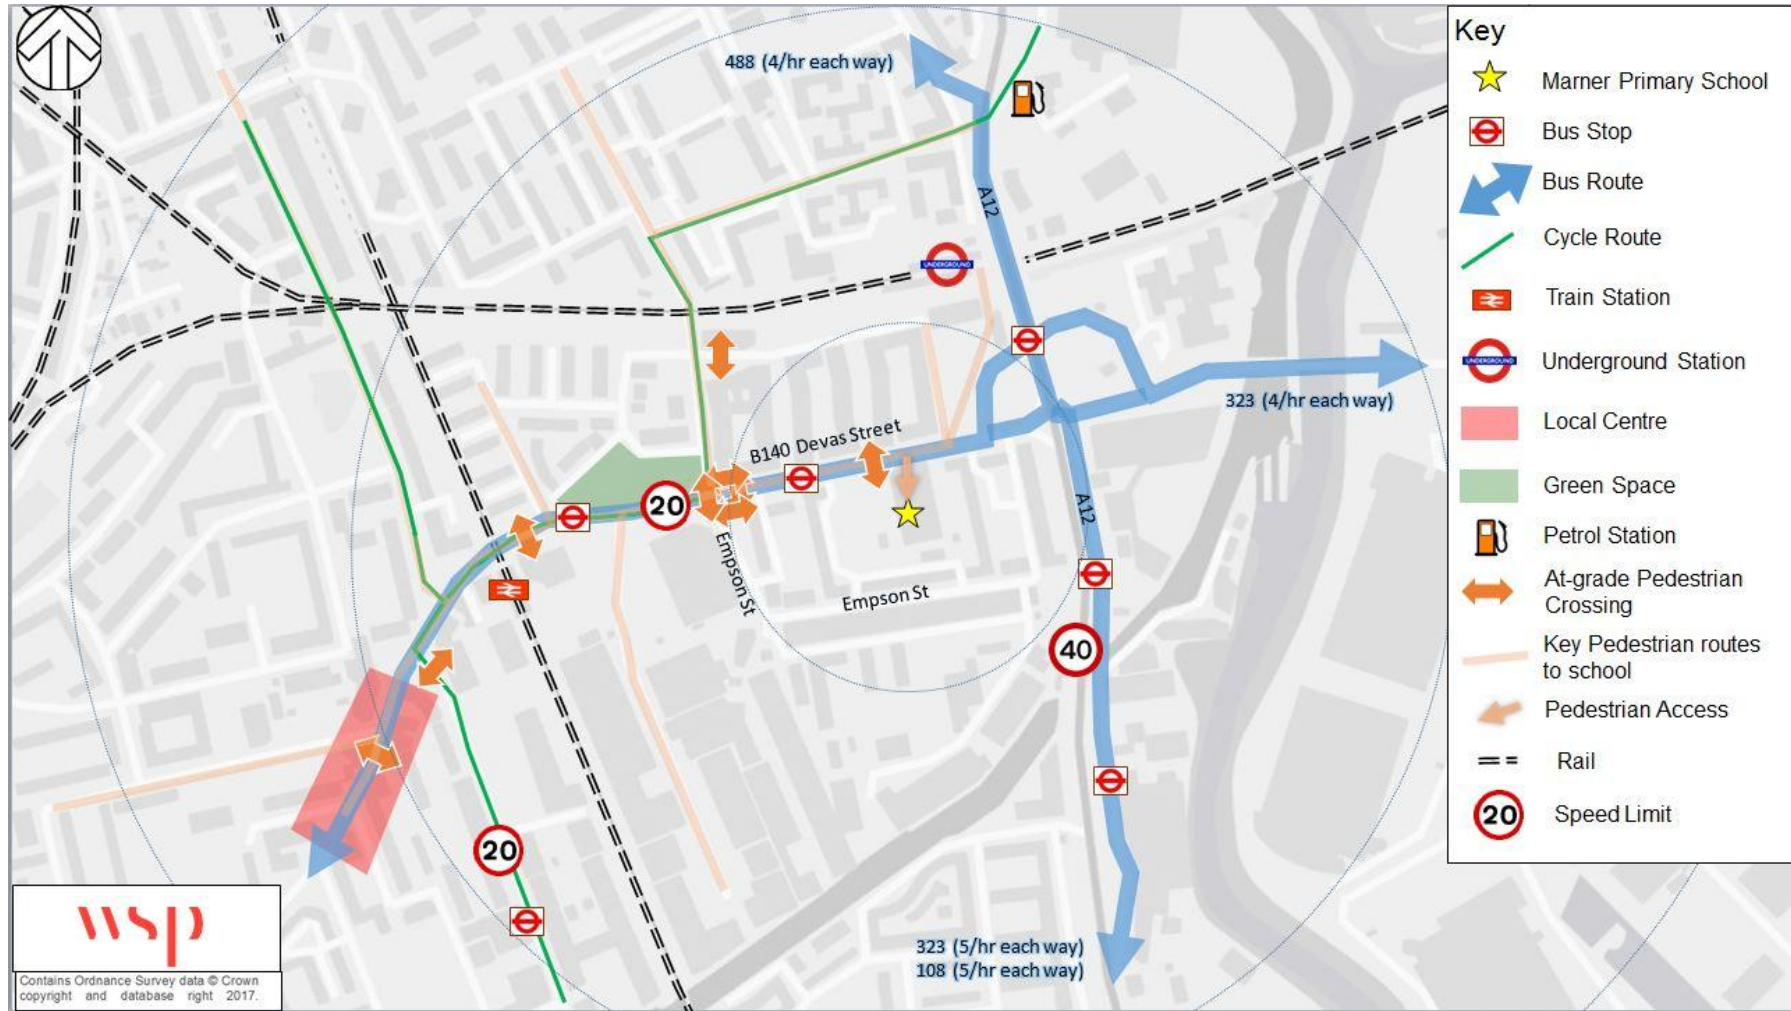 488 (4/hr each way)
A12
UNDERGROUND
323 (4/hr each way)
B140 Devas Street
20
A12
Empson St
Empson St
40
20
323 (5/hr each way)
108 (5/hr each way)
wsp
Contains Ordnance Survey data © Crown
copyright and database right 2017.
Key
Marner Primary School
Bus Stop
Bus Route
Cycle Route
Train Station
UNDERGROUND
Underground Station
Local Centre
Green Space
Petrol Station
At-grade Pedestrian
Crossing
Key Pedestrian routes
to school
Pedestrian Access
Rail
20
Speed Limit